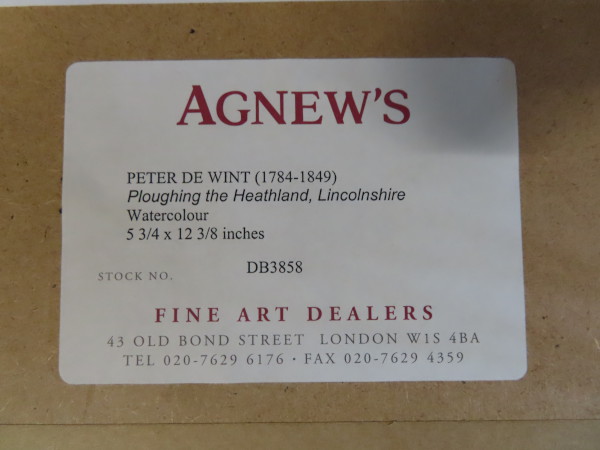 AGNEW'S
PETER DE WINT (1784-1849)
Ploughing the Heathland, Lincolnshire
Watercolour
5 3/4 x 12 3/8 inches
STOCK NO. DB3858
FINE ART DEALERS
43 OLD BOND STREET LONDON W1S 4BA
TEL 020-7629 6176 · FAX 020-7629 4359